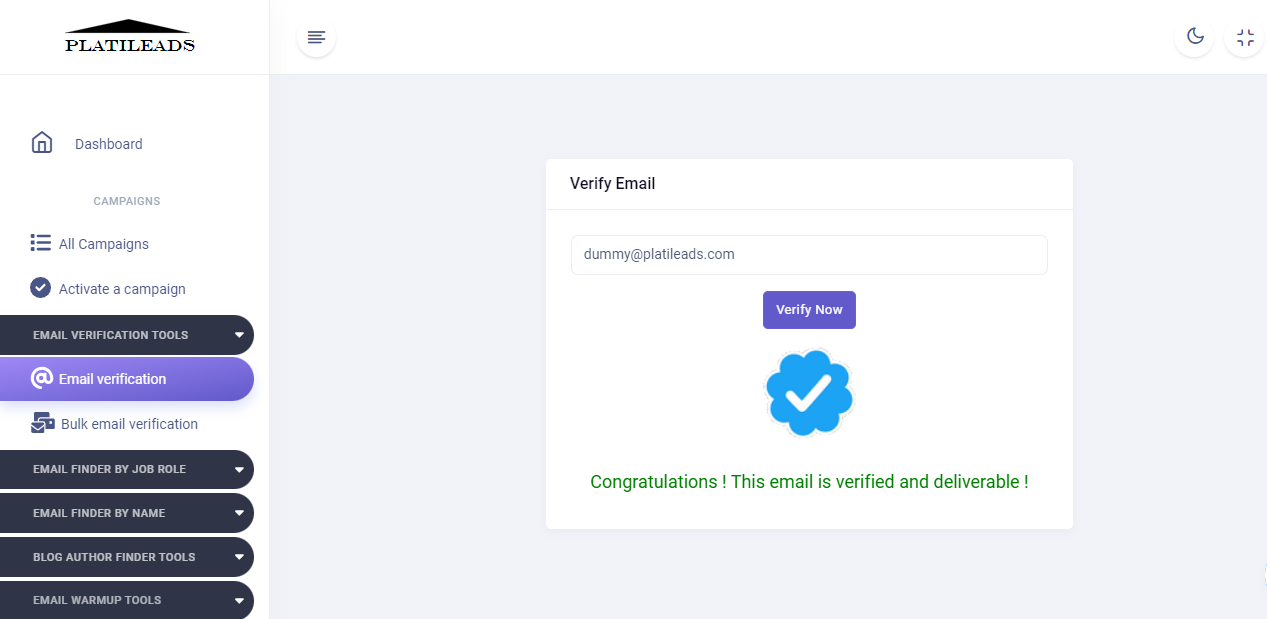 PLATILEADS
Dashboard
CAMPAIGNS
All Campaigns
Activate a campaign
EMAIL VERIFICATION TOOLS
Email verification
Bulk email verification
EMAIL FINDER BY JOB ROLE
EMAIL FINDER BY NAME
BLOG AUTHOR FINDER TOOLS
EMAIL WARMUP TOOLS
Verify Email
dummy@platileads.com
Verify Now
Congratulations ! This email is verified and deliverable !